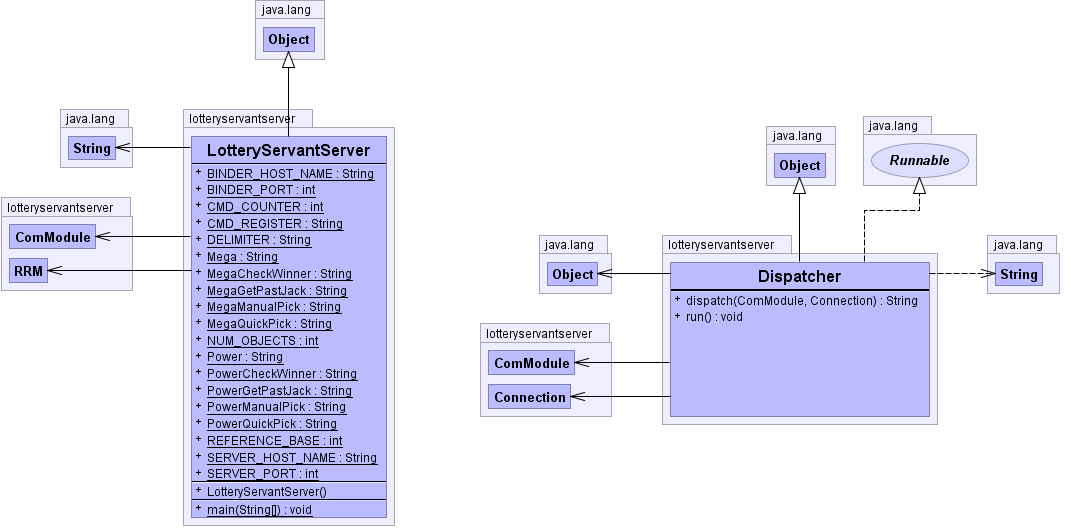 java.lang
Object
java.lang
String
lotteryservantserver
ComModule
RRM
lotteryservantserver
LotteryServantServer
+ BINDER_HOST_NAME : String
+ BINDER_PORT : int
+ CMD_COUNTER : int
+ CMD_REGISTER : String
+ DELIMITER : String
+ Mega : String
+ MegaCheckWinner : String
+ MegaGetPastJack : String
+ MegaManualPick : String
+ MegaQuickPick : String
+ NUM_OBJECTS : int
+ Power : String
+ PowerCheckWinner : String
+ PowerGetPastJack : String
+ PowerManualPick : String
+ PowerQuickPick : String
+ REFERENCE_BASE : int
+ SERVER_HOST_NAME : String
+ SERVER_PORT : int
+ LotteryServantServer()
+ main(String[]) : void
java.lang
Object
java.lang
Runnable
java.lang
Object
lotteryservantserver
ComModule
Connection
lotteryservantserver
Dispatcher
+ dispatch(ComModule, Connection) : String
+ run() : void
java.lang
String